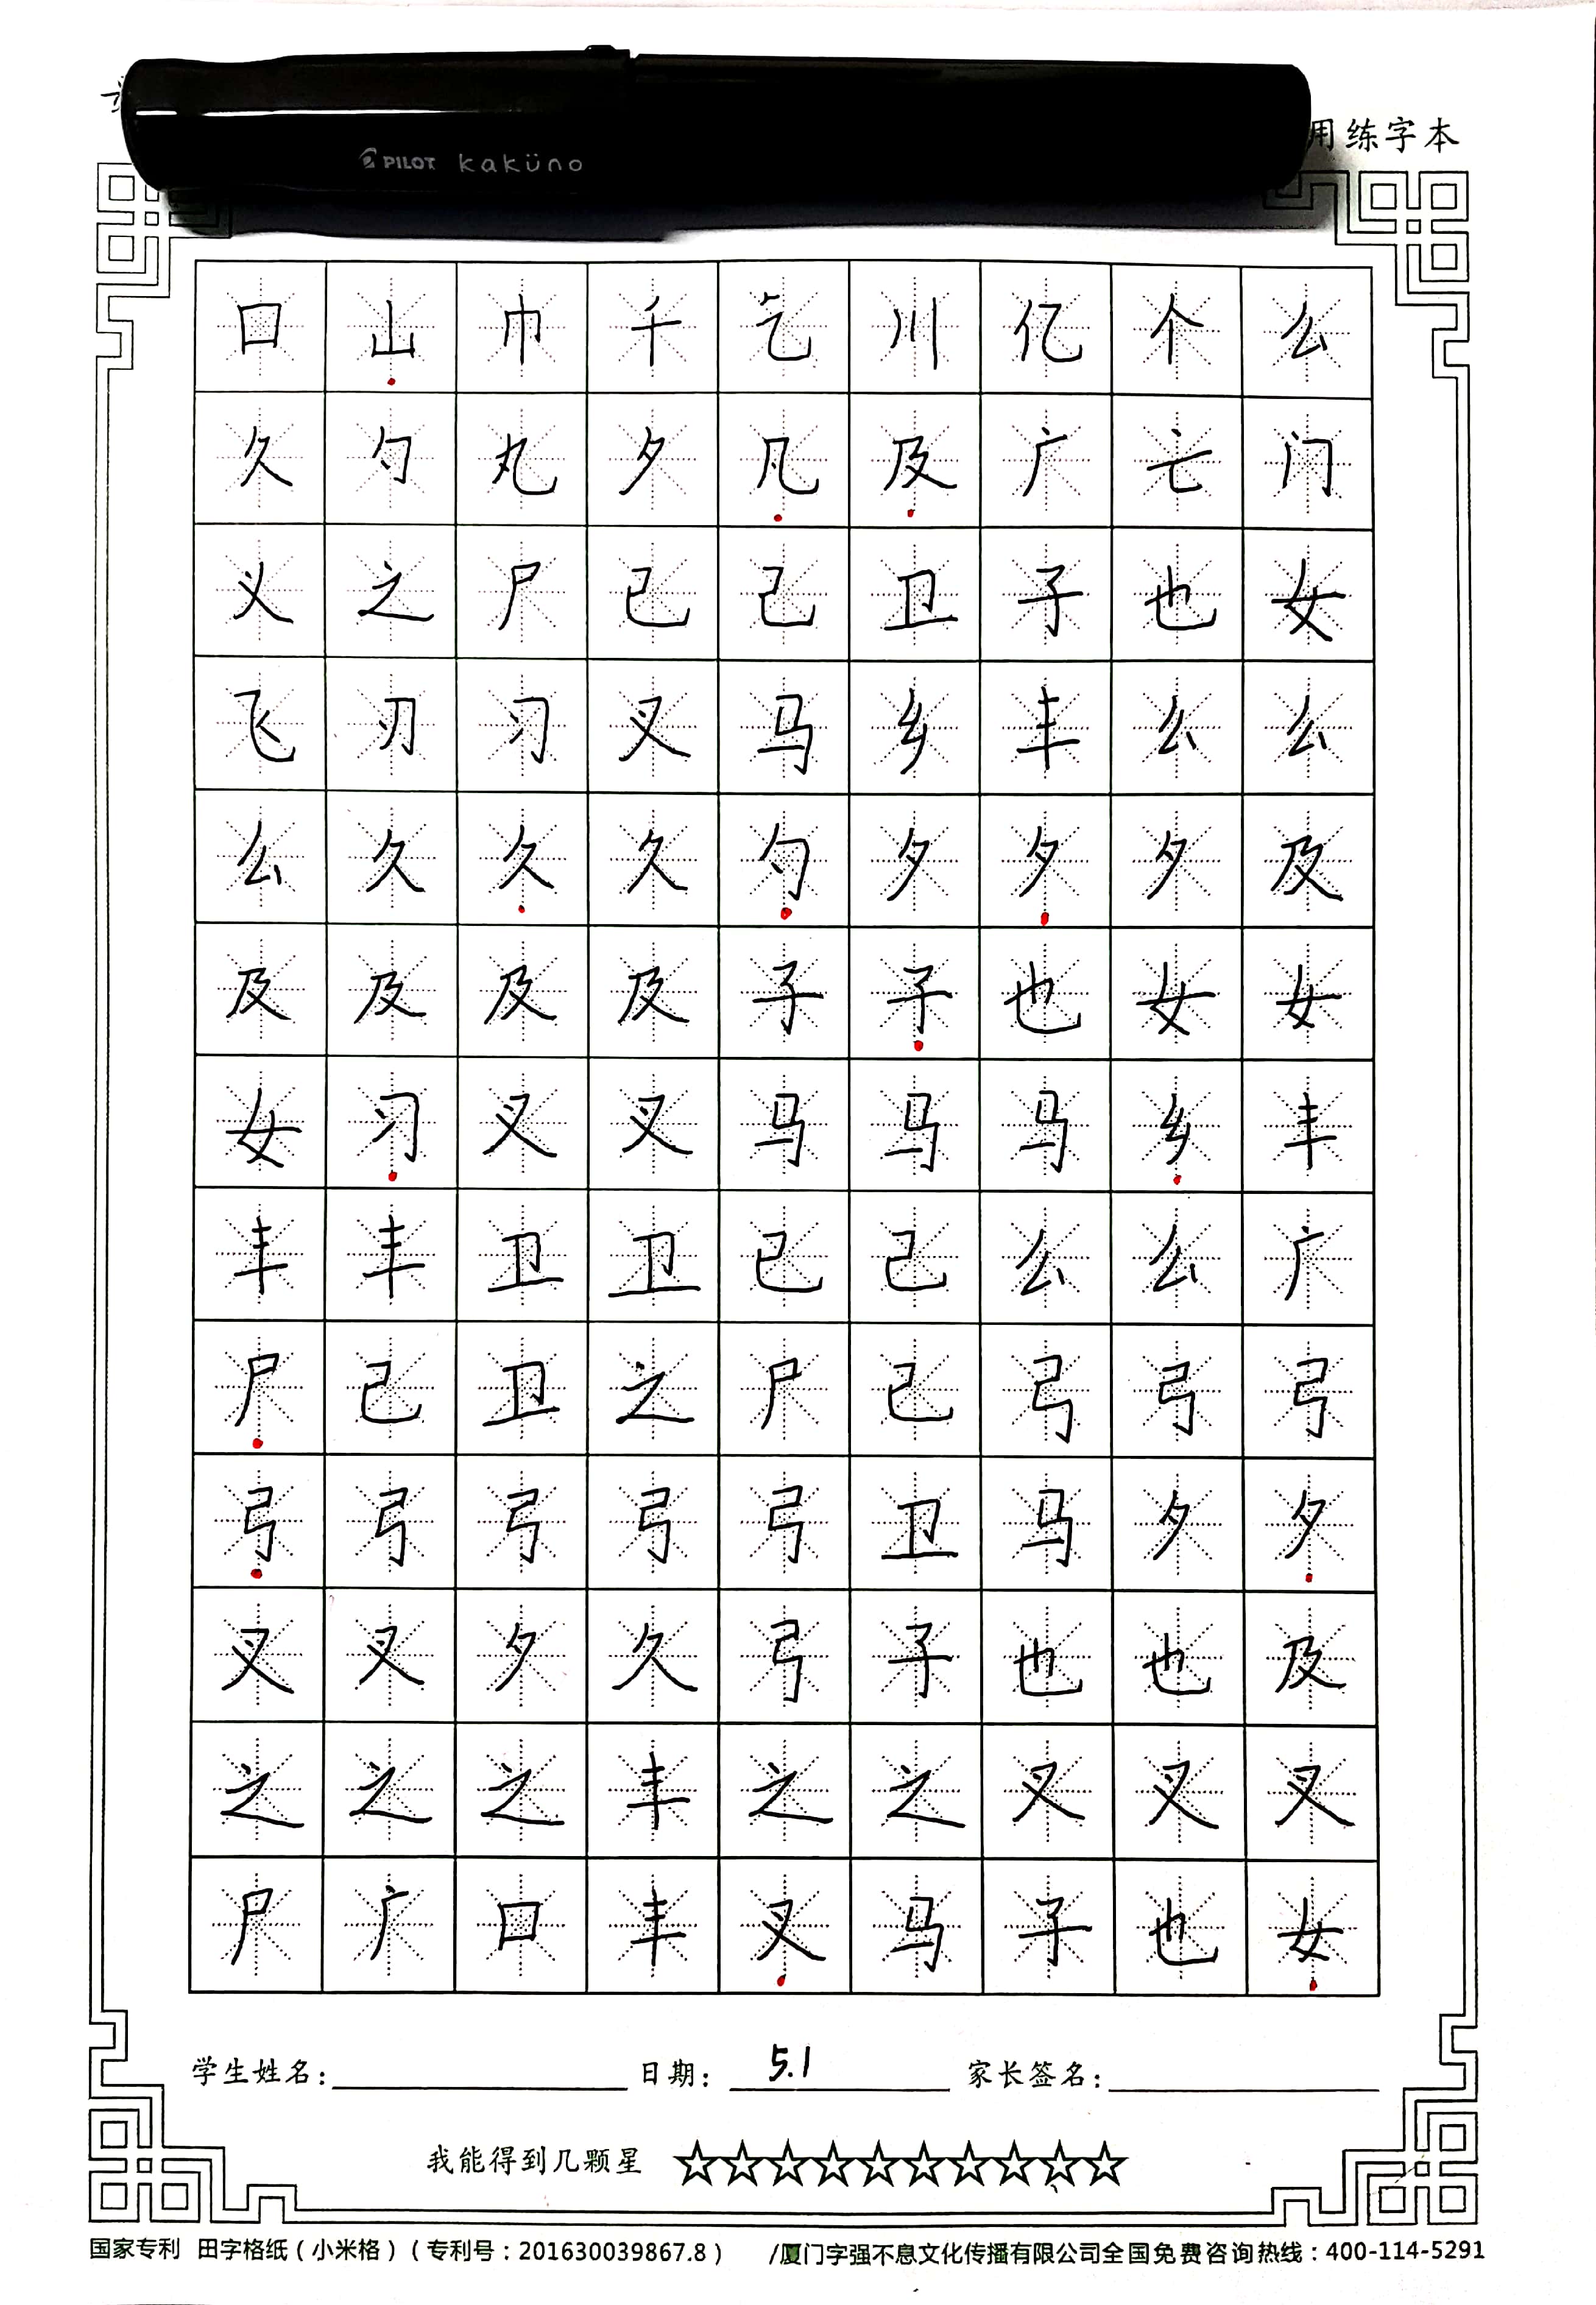 PILOT kaküno
用练字本
口山巾千乞川亿个么
久勺丸夕凡及广亡门
义之尸已己卫子也女
飞刃习叉马乡丰么么
么久久久勺夕夕夕及
及及及及子子也女女
女习叉叉马马马乡丰
丰丰卫卫已己么么广
尸己卫之尸己弓弓弓
弓弓弓弓弓卫马夕夕
叉叉夕久弓子也也及
之之之丰之之叉叉叉
尸广口丰叉马子也女
学生姓名: 日期: 5.1 家长签名:
我能得到几颗星 ☆☆☆☆☆☆☆☆☆☆
国家专利 田字格纸(小米格)(专利号:201630039867.8) /厦门字强不息文化传播有限公司全国免费咨询热线:400-114-5291